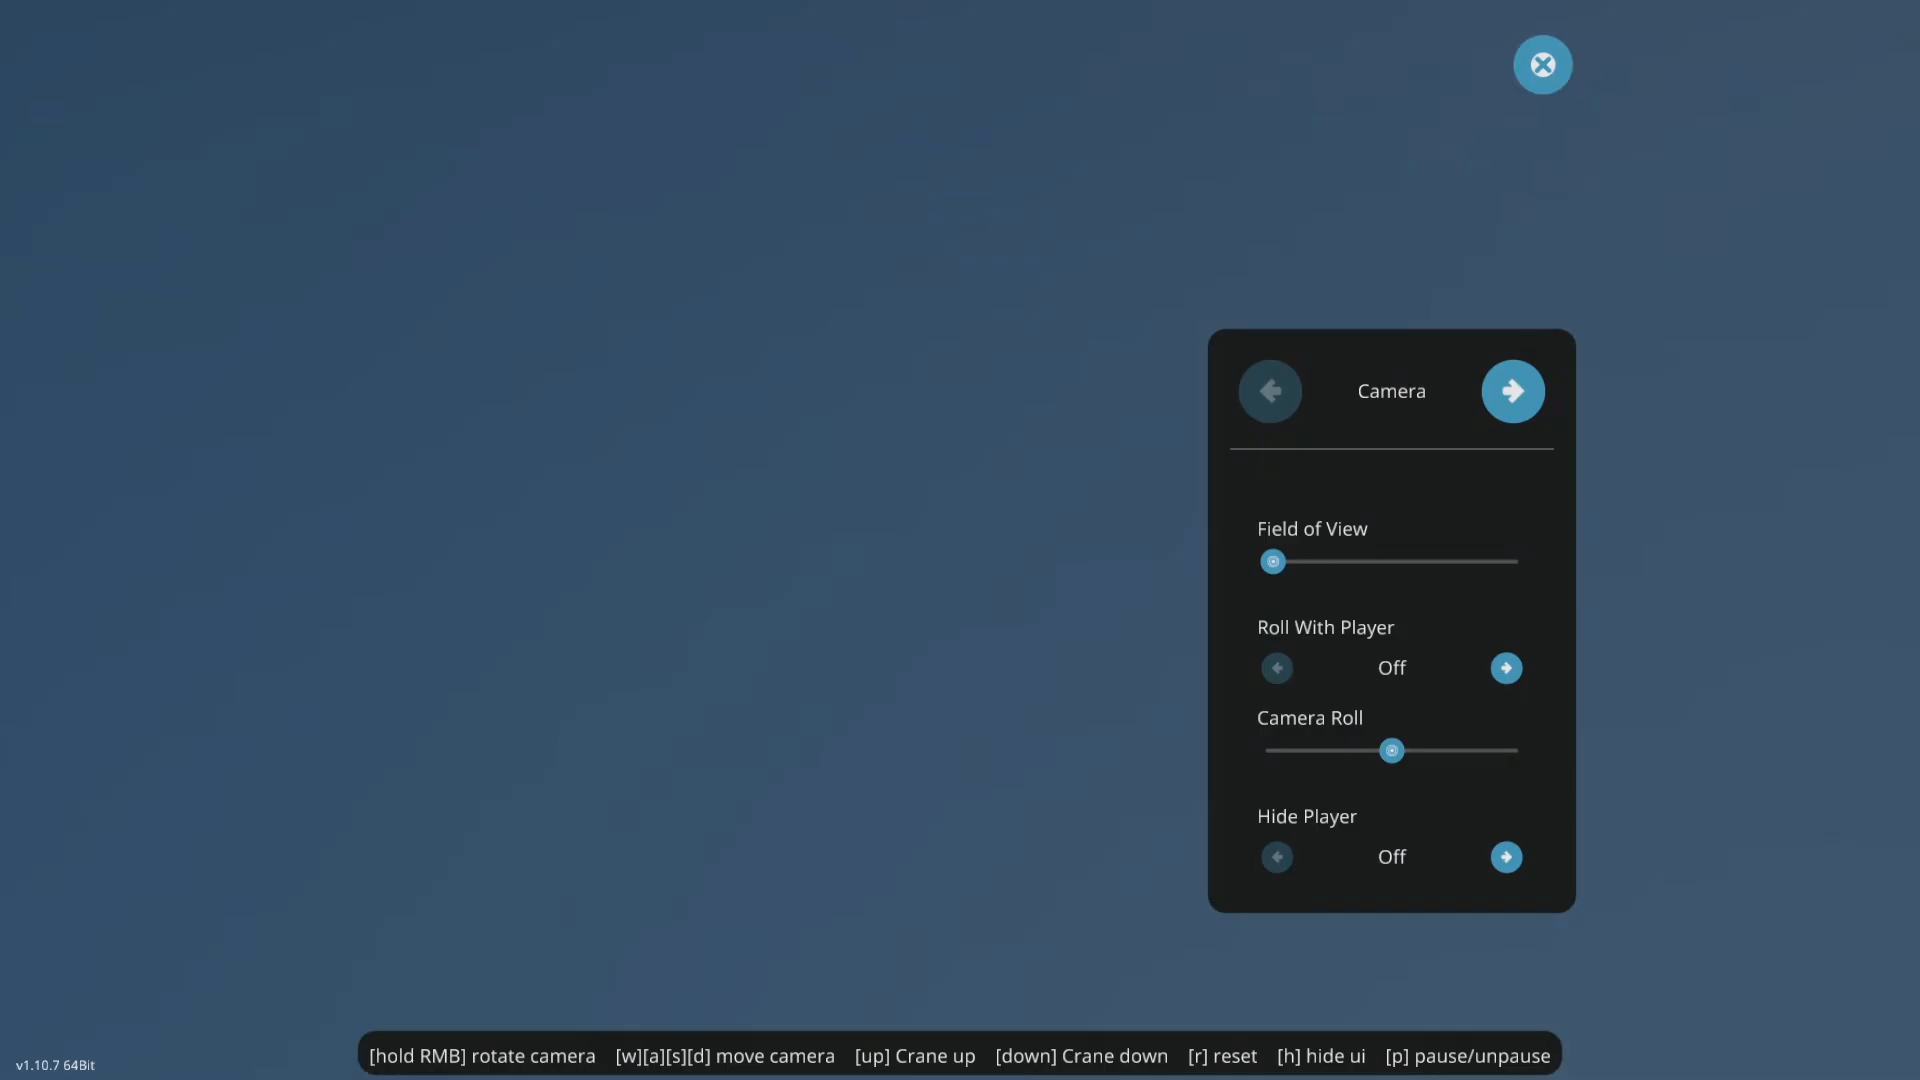 Camera
Field of View
Roll With Player
Off
Camera Roll
Hide Player
Off
[hold RMB] rotate camera [w][a][s][d] move camera [up] Crane up [down] Crane down [r] reset [h] hide ui [p] pause/unpause
v1.10.7 64Bit